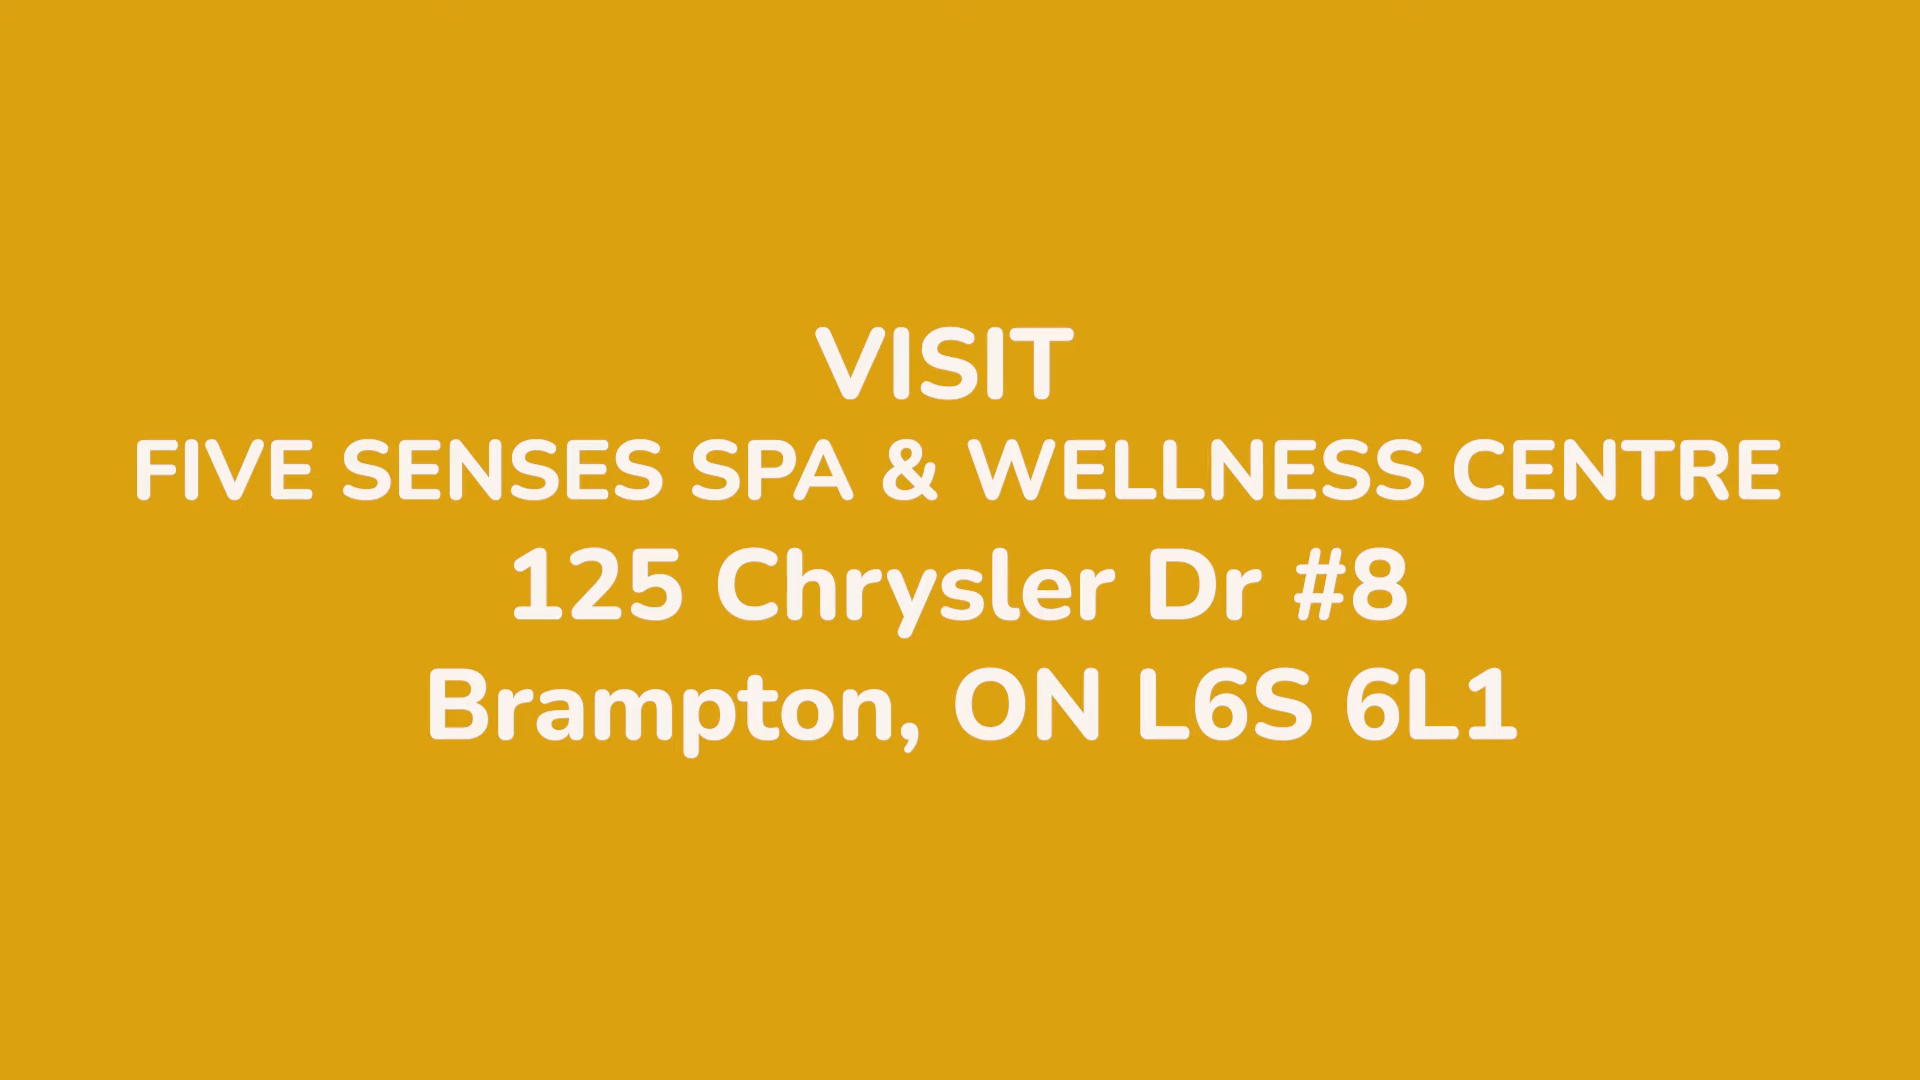 VISIT
FIVE SENSES SPA & WELLNESS CENTRE
125 Chrysler Dr #8
Brampton, ON L6S 6L1